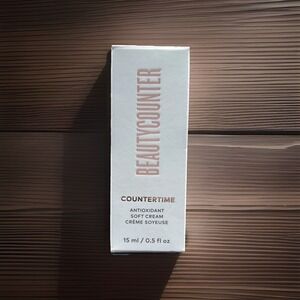 BEAUTYCOUNTER
COUNTERTIME
ANTIOXIDANT
SOFT CREAM
CRÈME SOYEUSE
15 ml / 0.5 fl oz